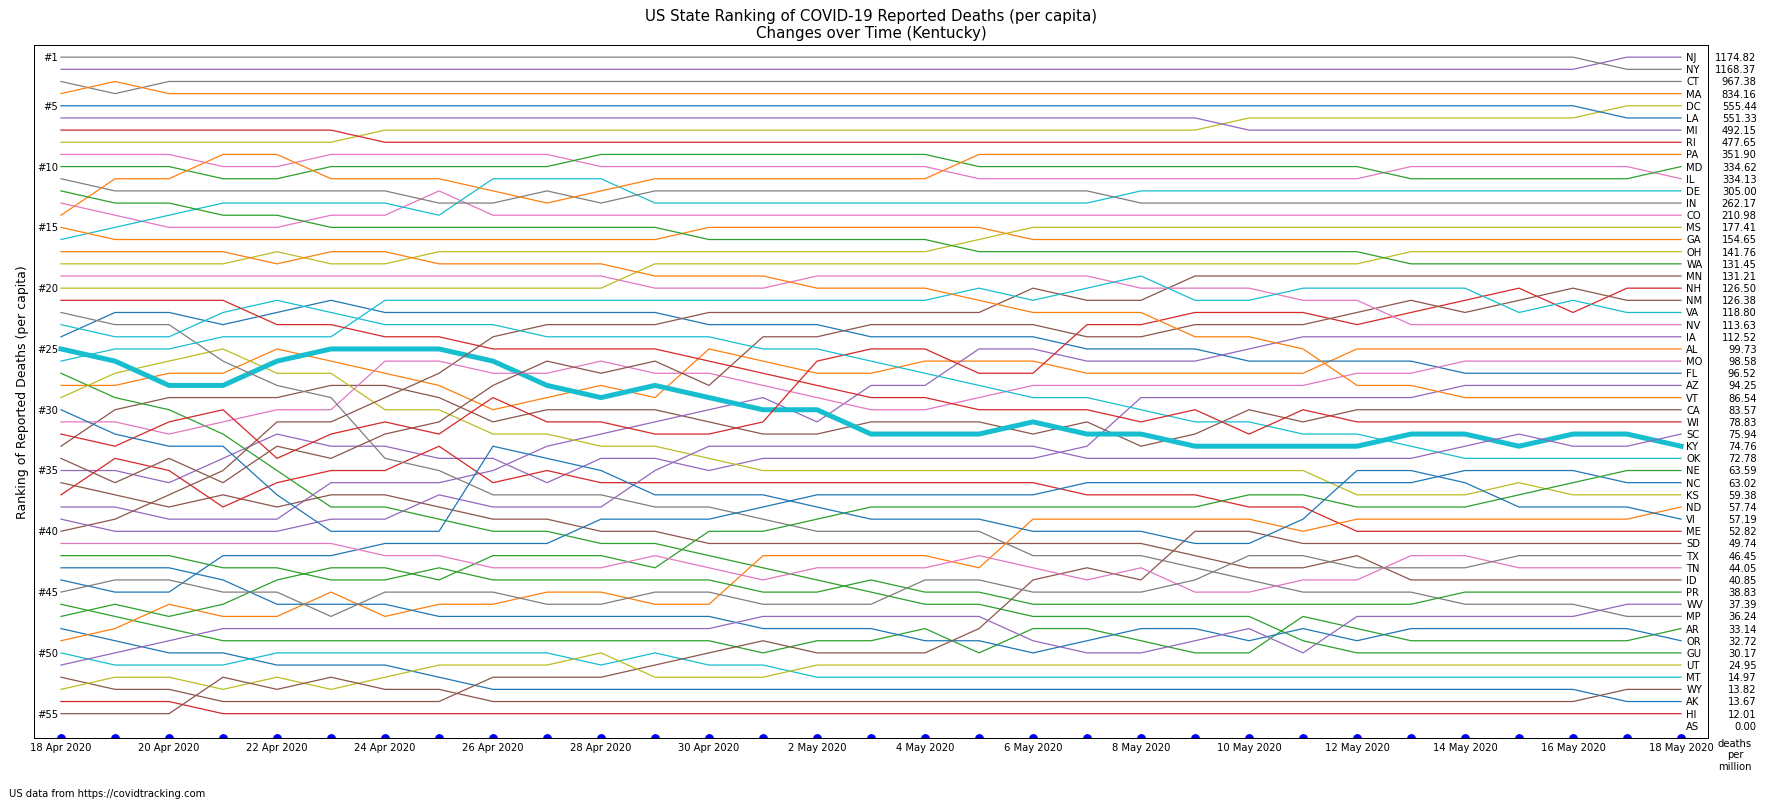 US State Ranking of COVID-19 Reported Deaths (per capita)
Changes over Time (Kentucky)
Ranking of Reported Deaths (per capita)
#1
#5
#10
#15
#20
#25
#30
#35
#40
#45
#50
#55
NJ 1174.82
NY 1168.37
CT 967.38
MA 834.16
DC 555.44
LA 551.33
MI 492.15
RI 477.65
PA 351.90
MD 334.62
IL 334.13
DE 305.00
IN 262.17
CO 210.98
MS 177.41
GA 154.65
OH 141.76
WA 131.45
MN 131.21
NH 126.50
NM 126.38
VA 118.80
NV 113.63
IA 112.52
AL 99.73
MO 98.58
FL 96.52
AZ 94.25
VT 86.54
CA 83.57
WI 78.83
SC 75.94
KY 74.76
OK 72.78
NE 63.59
NC 63.02
KS 59.38
ND 57.74
VI 57.19
ME 52.82
SD 49.74
TX 46.45
TN 44.05
ID 40.85
PR 38.83
WV 37.39
MP 36.24
AR 33.14
OR 32.72
GU 30.17
UT 24.95
MT 14.97
WY 13.82
AK 13.67
HI 12.01
AS 0.00
18 Apr 2020 20 Apr 2020 22 Apr 2020 24 Apr 2020 26 Apr 2020 28 Apr 2020 30 Apr 2020 2 May 2020 4 May 2020 6 May 2020 8 May 2020 10 May 2020 12 May 2020 14 May 2020 16 May 2020 18 May 2020
deaths
per
million
US data from https://covidtracking.com